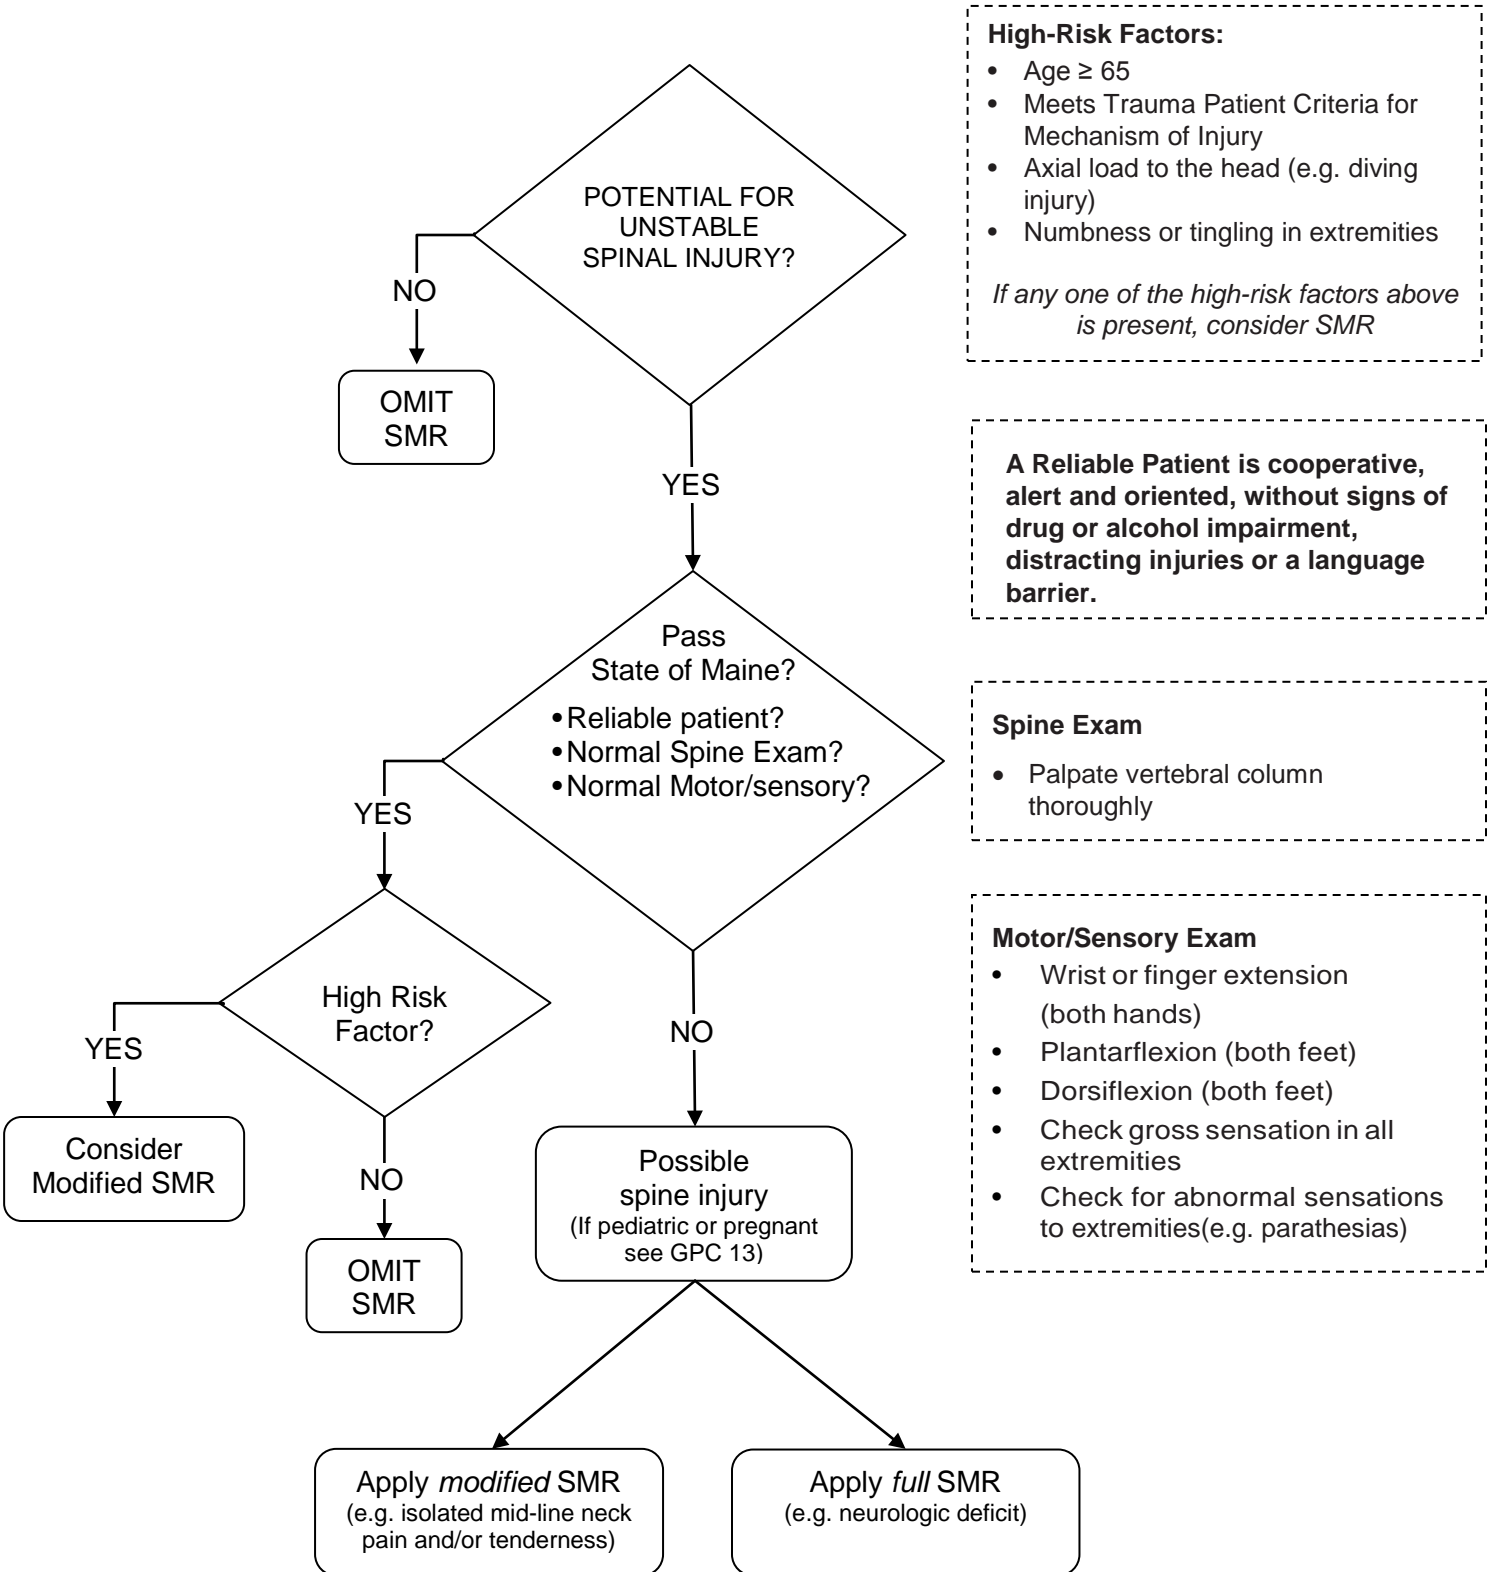 High-Risk Factors:
• Age ≥ 65
• Meets Trauma Patient Criteria for
Mechanism of Injury
• Axial load to the head (e.g. diving
injury)
• Numbness or tingling in extremities
If any one of the high-risk factors above
is present, consider SMR
POTENTIAL FOR
UNSTABLE
SPINAL INJURY?
NO
OMIT
SMR
YES
A Reliable Patient is cooperative,
alert and oriented, without signs of
drug or alcohol impairment,
distracting injuries or a language
barrier.
Pass
State of Maine?
•Reliable patient?
•Normal Spine Exam?
•Normal Motor/sensory?
Spine Exam
• Palpate vertebral column
thoroughly
YES
High Risk
Factor?
YES
Consider
Modified SMR
NO
OMIT
SMR
NO
Possible
spine injury
(If pediatric or pregnant
see GPC 13)
Motor/Sensory Exam
• Wrist or finger extension
(both hands)
• Plantarflexion (both feet)
• Dorsiflexion (both feet)
• Check gross sensation in all
extremities
• Check for abnormal sensations
to extremities(e.g. parathesias)
Apply modified SMR
(e.g. isolated mid-line neck
pain and/or tenderness)
Apply full SMR
(e.g. neurologic deficit)